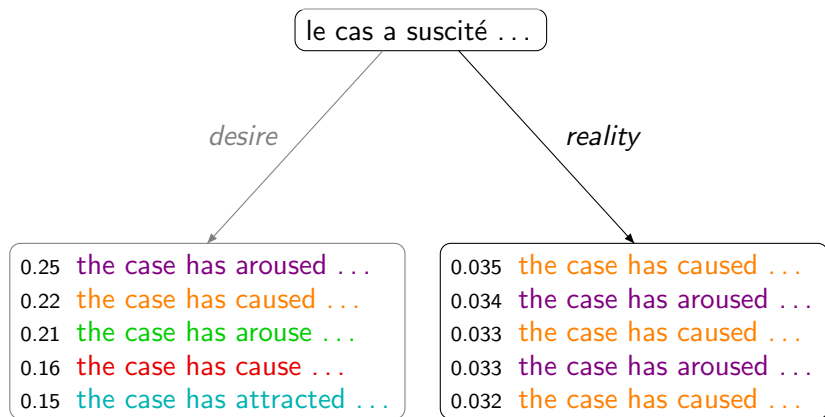 le cas a suscité . . .
desire
reality
0.25 the case has aroused . . .
0.22 the case has caused . . .
0.21 the case has arouse . . .
0.16 the case has cause . . .
0.15 the case has attracted . . .
0.035 the case has caused . . .
0.034 the case has aroused . . .
0.033 the case has caused . . .
0.033 the case has aroused . . .
0.032 the case has caused . . .